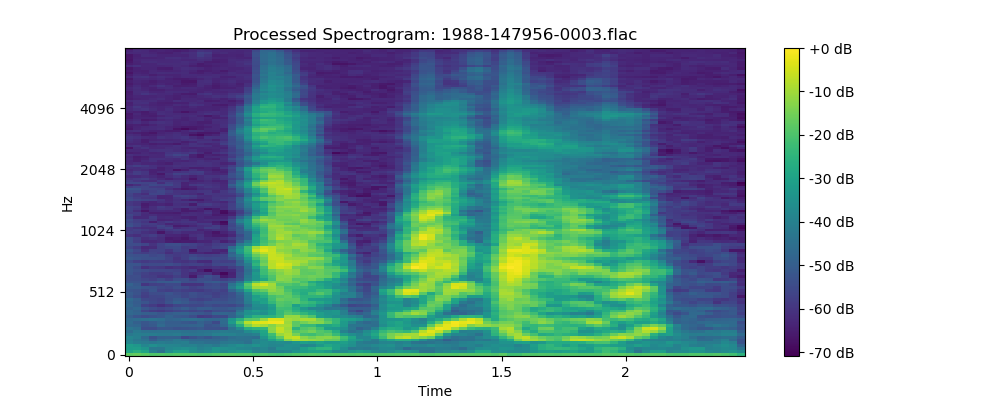 Processed Spectrogram: 1988-147956-0003.flac
Hz
4096
2048
1024
512
0
0
0.5
1
1.5
2
Time
+0 dB
-10 dB
-20 dB
-30 dB
-40 dB
-50 dB
-60 dB
-70 dB